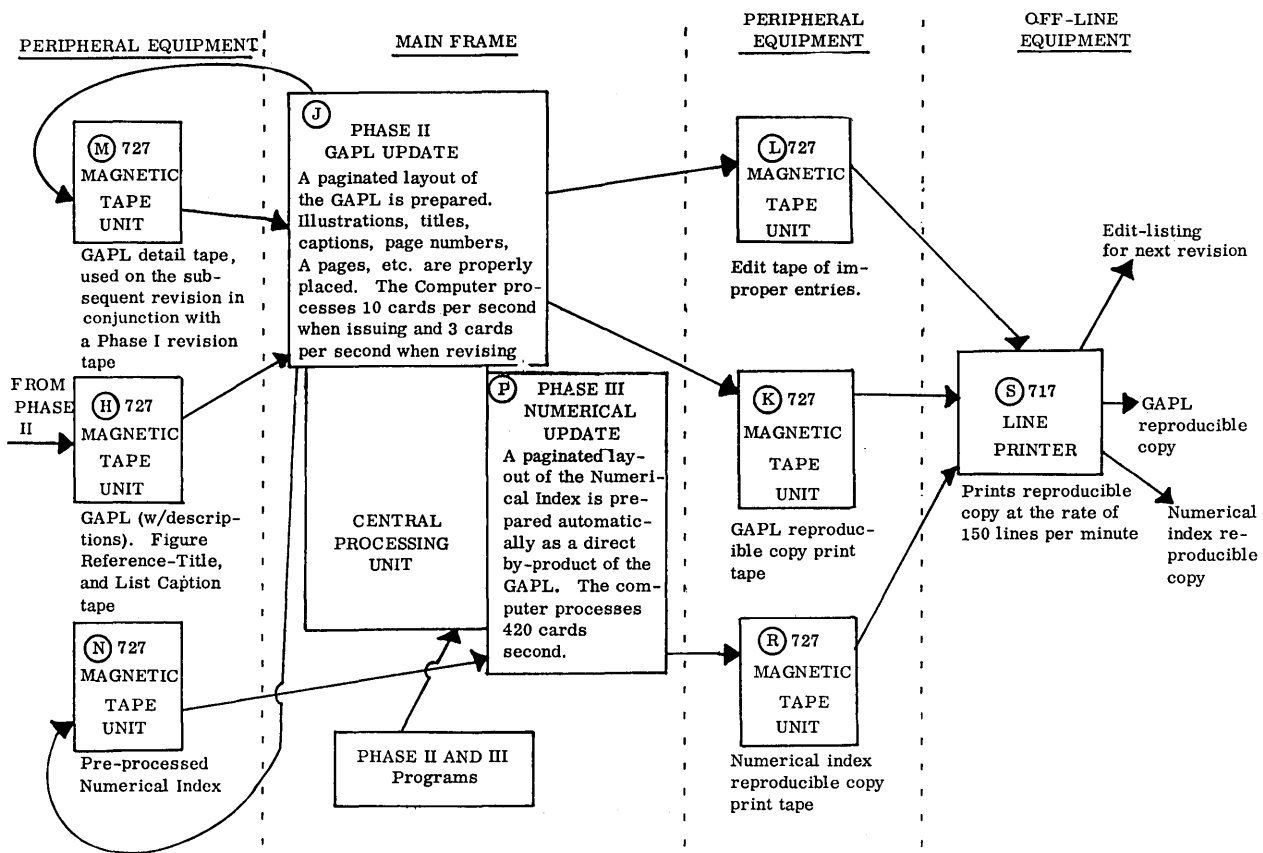 PERIPHERAL EQUIPMENT
MAIN FRAME
PERIPHERAL
EQUIPMENT
OFF-LINE
EQUIPMENT
M 727
MAGNETIC
TAPE
UNIT
GAPL detail tape,
used on the sub-
sequent revision in
conjunction with
a Phase I revision
tape
FROM
PHASE
II
H 727
MAGNETIC
TAPE
UNIT
GAPL (w/descrip-
tions). Figure
Reference-Title,
and List Caption
tape
N 727
MAGNETIC
TAPE
UNIT
Pre-processed
Numerical Index
J
PHASE II
GAPL UPDATE
A paginated layout of
the GAPL is prepared.
Illustrations, titles,
captions, page numbers,
A pages, etc. are properly
placed. The Computer pro-
cesses 10 cards per second
when issuing and 3 cards
per second when revising
CENTRAL
PROCESSING
UNIT
P PHASE III
NUMERICAL
UPDATE
A paginated lay-
out of the Numeri-
cal Index is pre-
pared automatic-
ally as a direct
by-product of the
GAPL. The com-
puter processes
420 cards
second.
PHASE II AND III
Programs
L 727
MAGNETIC
TAPE
UNIT
Edit tape of im-
proper entries.
K 727
MAGNETIC
TAPE
UNIT
GAPL reproduc-
ible copy print
tape
R 727
MAGNETIC
TAPE
UNIT
Numerical index
reproducible copy
print tape
S 717
LINE
PRINTER
Prints reproducible
copy at the rate of
150 lines per minute
Edit-listing
for next revision
GAPL
reproducible
copy
Numerical
index re-
producible
copy